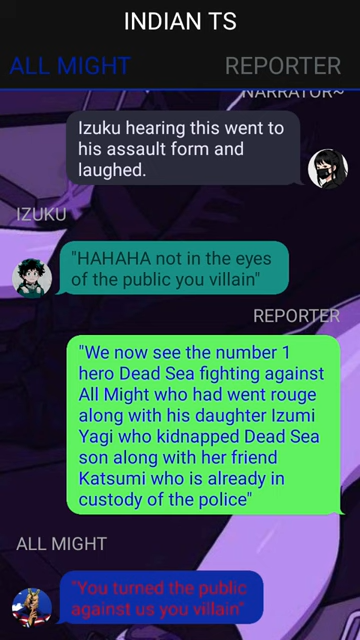 INDIAN TS
ALL MIGHT
REPORTER
NARRATOR~
Izuku hearing this went to
his assault form and
laughed.
IZUKU
"HAHAHA not in the eyes
of the public you villain"
REPORTER
"We now see the number 1
hero Dead Sea fighting against
All Might who had went rouge
along with his daughter Izumi
Yagi who kidnapped Dead Sea
son along with her friend
Katsumi who is already in
custody of the police"
ALL MIGHT
"You turned the public
against us you villain"